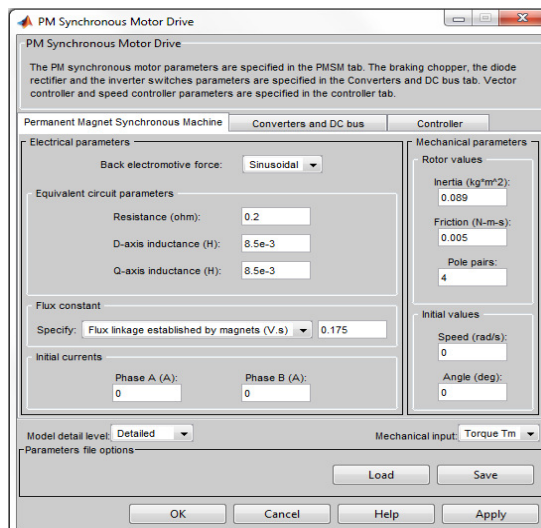 PM Synchronous Motor Drive
PM Synchronous Motor Drive
The PM synchronous motor parameters are specified in the PMSM tab. The braking chopper, the diode
rectifier and the inverter switches parameters are specified in the Converters and DC bus tab. Vector
controller and speed controller parameters are specified in the controller tab.
Permanent Magnet Synchronous Machine Converters and DC bus Controller
Electrical parameters
Back electromotive force: Sinusoidal
Equivalent circuit parameters
Resistance (ohm): 0.2
D-axis inductance (H): 8.5e-3
Q-axis inductance (H): 8.5e-3
Flux constant
Specify: Flux linkage established by magnets (V.s) 0.175
Initial currents
Phase A (A): Phase B (A):
0 0
Mechanical parameters
Rotor values
Inertia (kg*m^2):
0.089
Friction (N-m-s):
0.005
Pole pairs:
4
Initial values
Speed (rad/s):
0
Angle (deg):
0
Model detail level: Detailed Mechanical input: Torque Tm
Parameters file options
Load Save
OK Cancel Help Apply